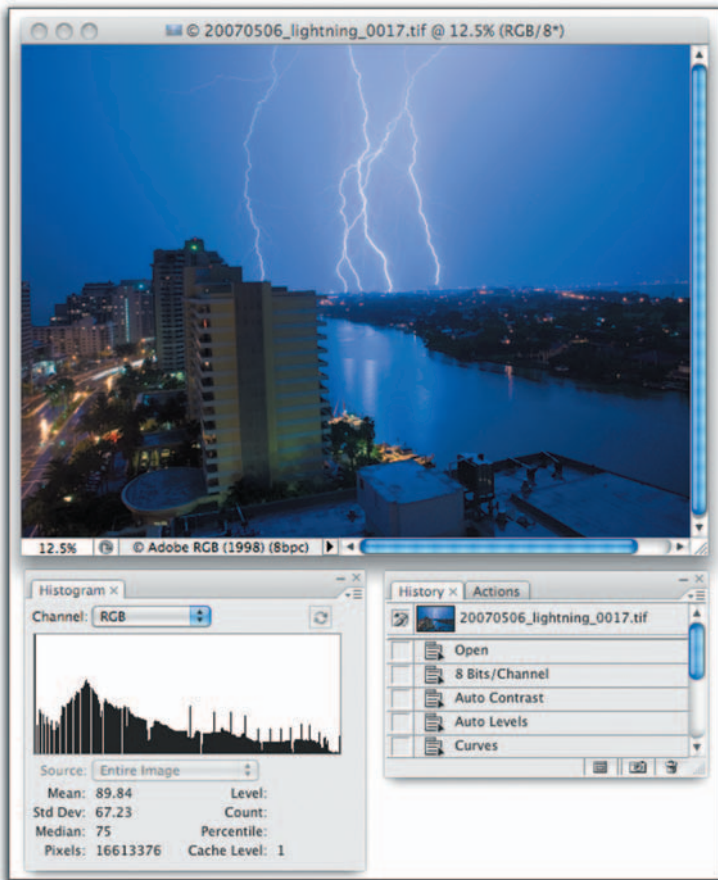 © 20070506_lightning_0017.tif @ 12.5% (RGB/8*)
12.5%
© Adobe RGB (1998) (8bpc)
Histogram ×
Channel: RGB
Source: Entire Image
Mean: 89.84
Level:
Std Dev: 67.23
Count:
Median: 75
Percentile:
Pixels: 16613376
Cache Level: 1
History ×
Actions
20070506_lightning_0017.tif
Open
8 Bits/Channel
Auto Contrast
Auto Levels
Curves